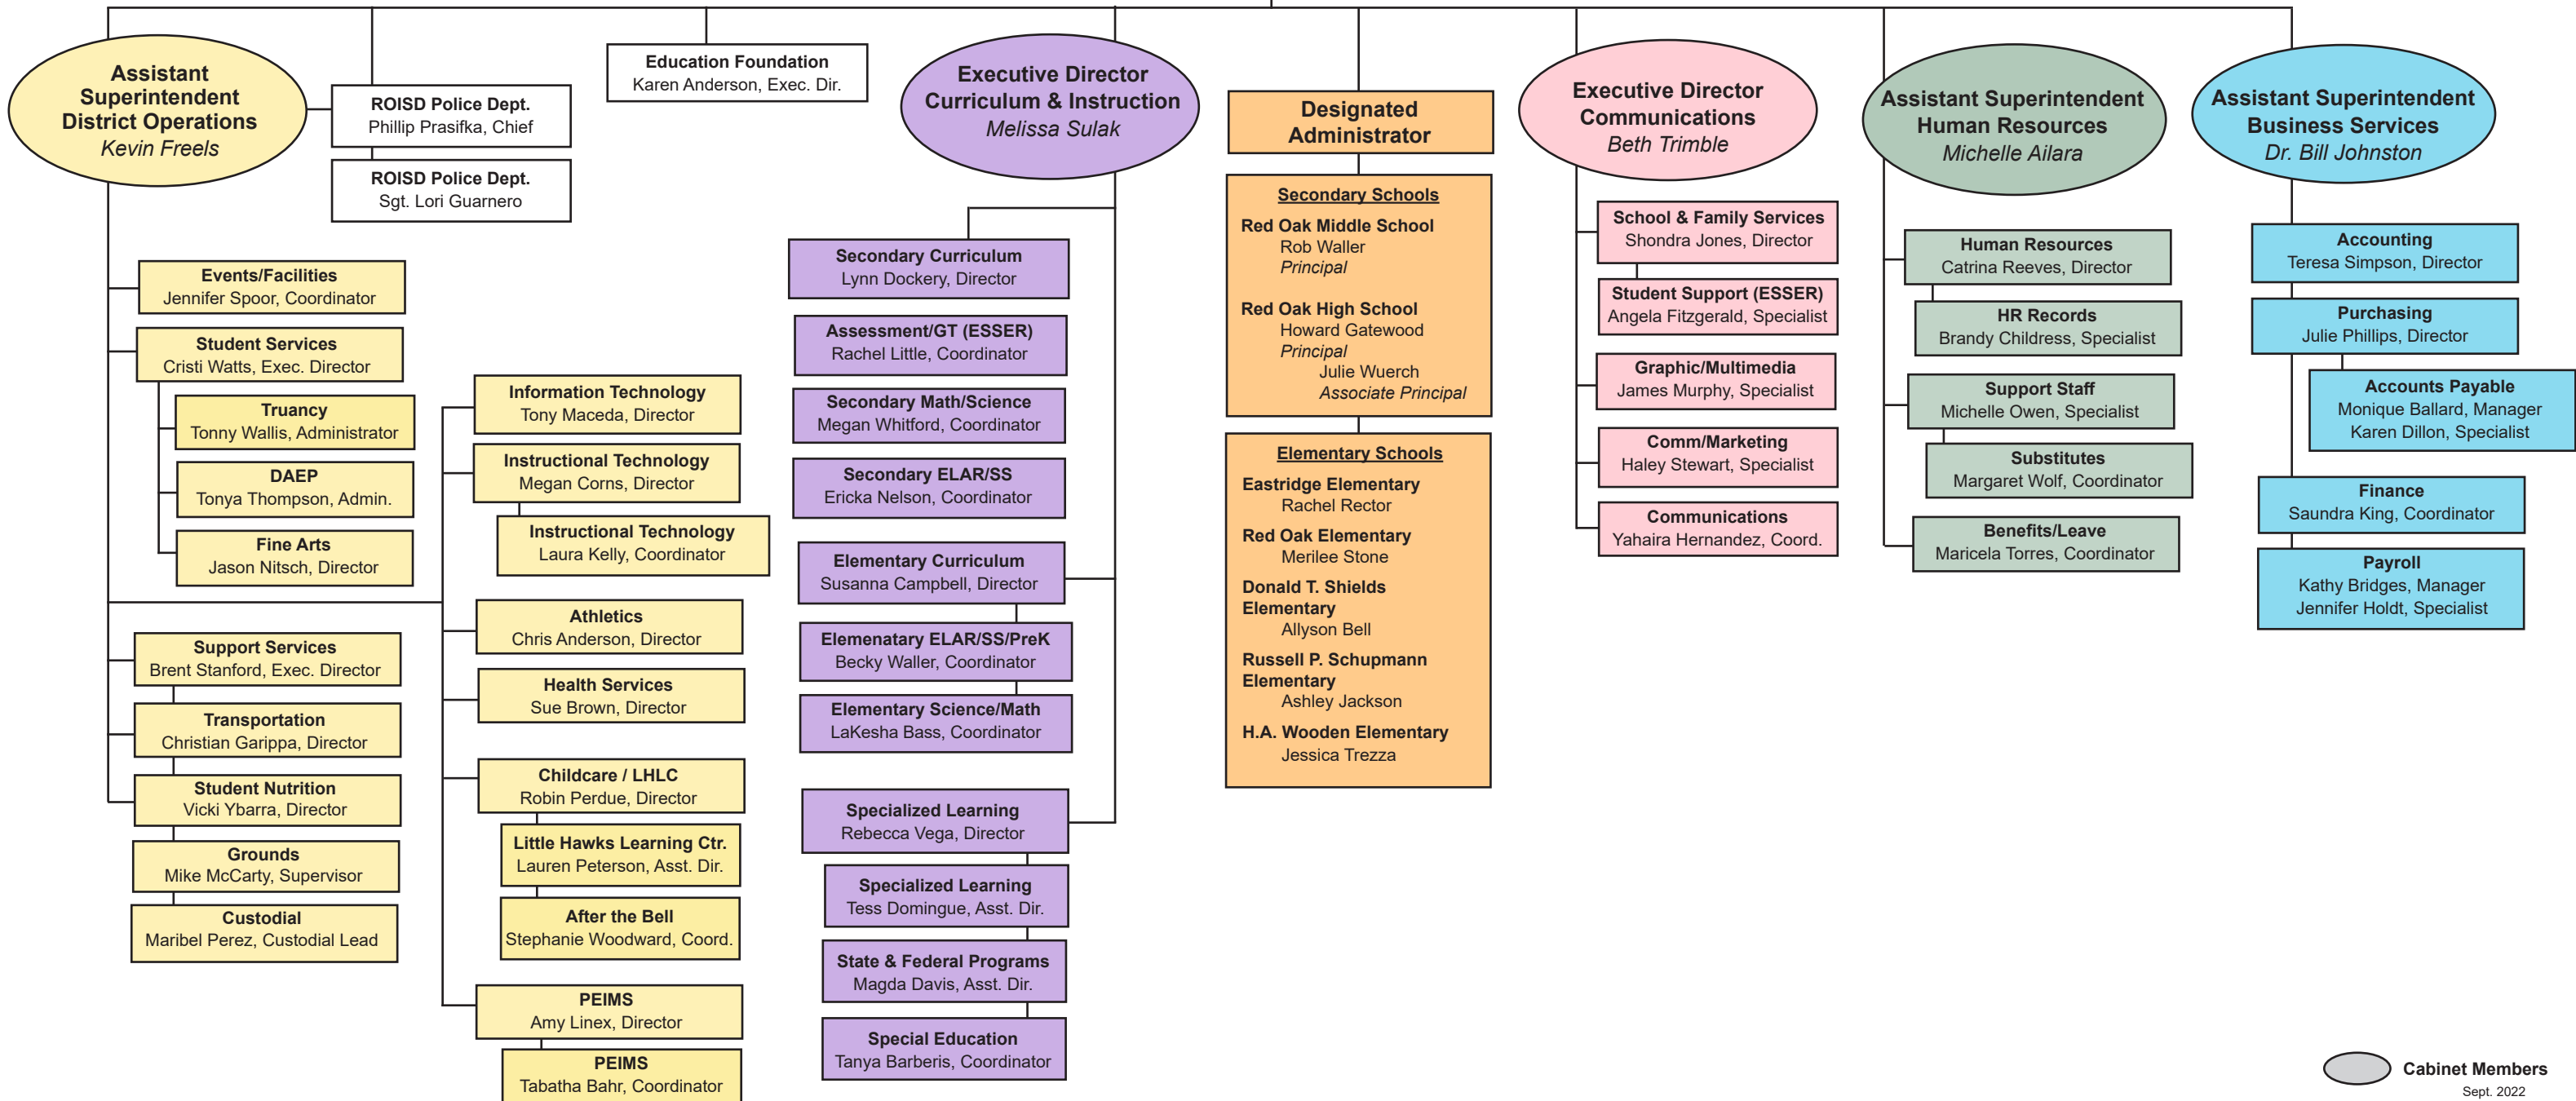 Assistant
Superintendent
District Operations
Kevin Freels
ROISD Police Dept.
Phillip Prasifka, Chief
ROISD Police Dept.
Sgt. Lori Guarnero
Education Foundation
Karen Anderson, Exec. Dir.
Events/Facilities
Jennifer Spoor, Coordinator
Student Services
Cristi Watts, Exec. Director
Truancy
Tonny Wallis, Administrator
DAEP
Tonya Thompson, Admin.
Fine Arts
Jason Nitsch, Director
Support Services
Brent Stanford, Exec. Director
Transportation
Christian Garippa, Director
Student Nutrition
Vicki Ybarra, Director
Grounds
Mike McCarty, Supervisor
Custodial
Maribel Perez, Custodial Lead
Information Technology
Tony Maceda, Director
Instructional Technology
Megan Corns, Director
Instructional Technology
Laura Kelly, Coordinator
Athletics
Chris Anderson, Director
Health Services
Sue Brown, Director
Childcare / LHLC
Robin Perdue, Director
Little Hawks Learning Ctr.
Lauren Peterson, Asst. Dir.
After the Bell
Stephanie Woodward, Coord.
PEIMS
Amy Linex, Director
PEIMS
Tabatha Bahr, Coordinator
Executive Director
Curriculum & Instruction
Melissa Sulak
Secondary Curriculum
Lynn Dockery, Director
Assessment/GT (ESSER)
Rachel Little, Coordinator
Secondary Math/Science
Megan Whitford, Coordinator
Secondary ELAR/SS
Ericka Nelson, Coordinator
Elementary Curriculum
Susanna Campbell, Director
Elemenatary ELAR/SS/PreK
Becky Waller, Coordinator
Elementary Science/Math
LaKesha Bass, Coordinator
Specialized Learning
Rebecca Vega, Director
Specialized Learning
Tess Domingue, Asst. Dir.
State & Federal Programs
Magda Davis, Asst. Dir.
Special Education
Tanya Barberis, Coordinator
Designated
Administrator
Secondary Schools
Red Oak Middle School
Rob Waller
Principal
Red Oak High School
Howard Gatewood
Principal
Julie Wuerch
Associate Principal
Elementary Schools
Eastridge Elementary
Rachel Rector
Red Oak Elementary
Merilee Stone
Donald T. Shields
Elementary
Allyson Bell
Russell P. Schupmann
Elementary
Ashley Jackson
H.A. Wooden Elementary
Jessica Trezza
Executive Director
Communications
Beth Trimble
School & Family Services
Shondra Jones, Director
Student Support (ESSER)
Angela Fitzgerald, Specialist
Graphic/Multimedia
James Murphy, Specialist
Comm/Marketing
Haley Stewart, Specialist
Communications
Yahaira Hernandez, Coord.
Assistant Superintendent
Human Resources
Michelle Ailara
Human Resources
Catrina Reeves, Director
HR Records
Brandy Childress, Specialist
Support Staff
Michelle Owen, Specialist
Substitutes
Margaret Wolf, Coordinator
Benefits/Leave
Maricela Torres, Coordinator
Assistant Superintendent
Business Services
Dr. Bill Johnston
Accounting
Teresa Simpson, Director
Purchasing
Julie Phillips, Director
Accounts Payable
Monique Ballard, Manager
Karen Dillon, Specialist
Finance
Saundra King, Coordinator
Payroll
Kathy Bridges, Manager
Jennifer Holdt, Specialist
Cabinet Members
Sept. 2022